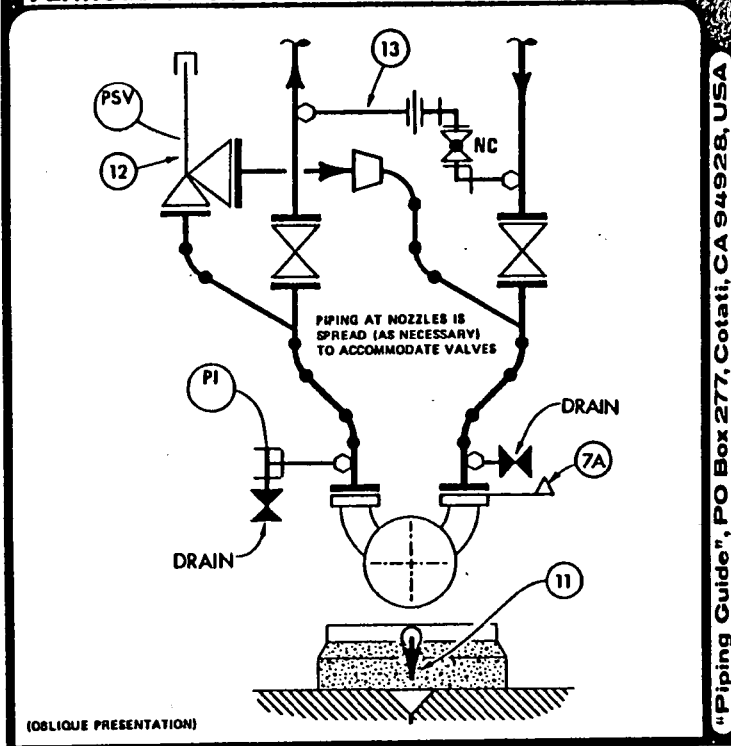 13
PSV
12
NC
PIPING AT NOZZLES IS
SPREAD (AS NECESSARY)
TO ACCOMMODATE VALVES
PI
DRAIN
7A
DRAIN
11
(OBLIQUE PRESENTATION)
"Piping Guide", PO Box 277, Cotati, CA 94928, USA